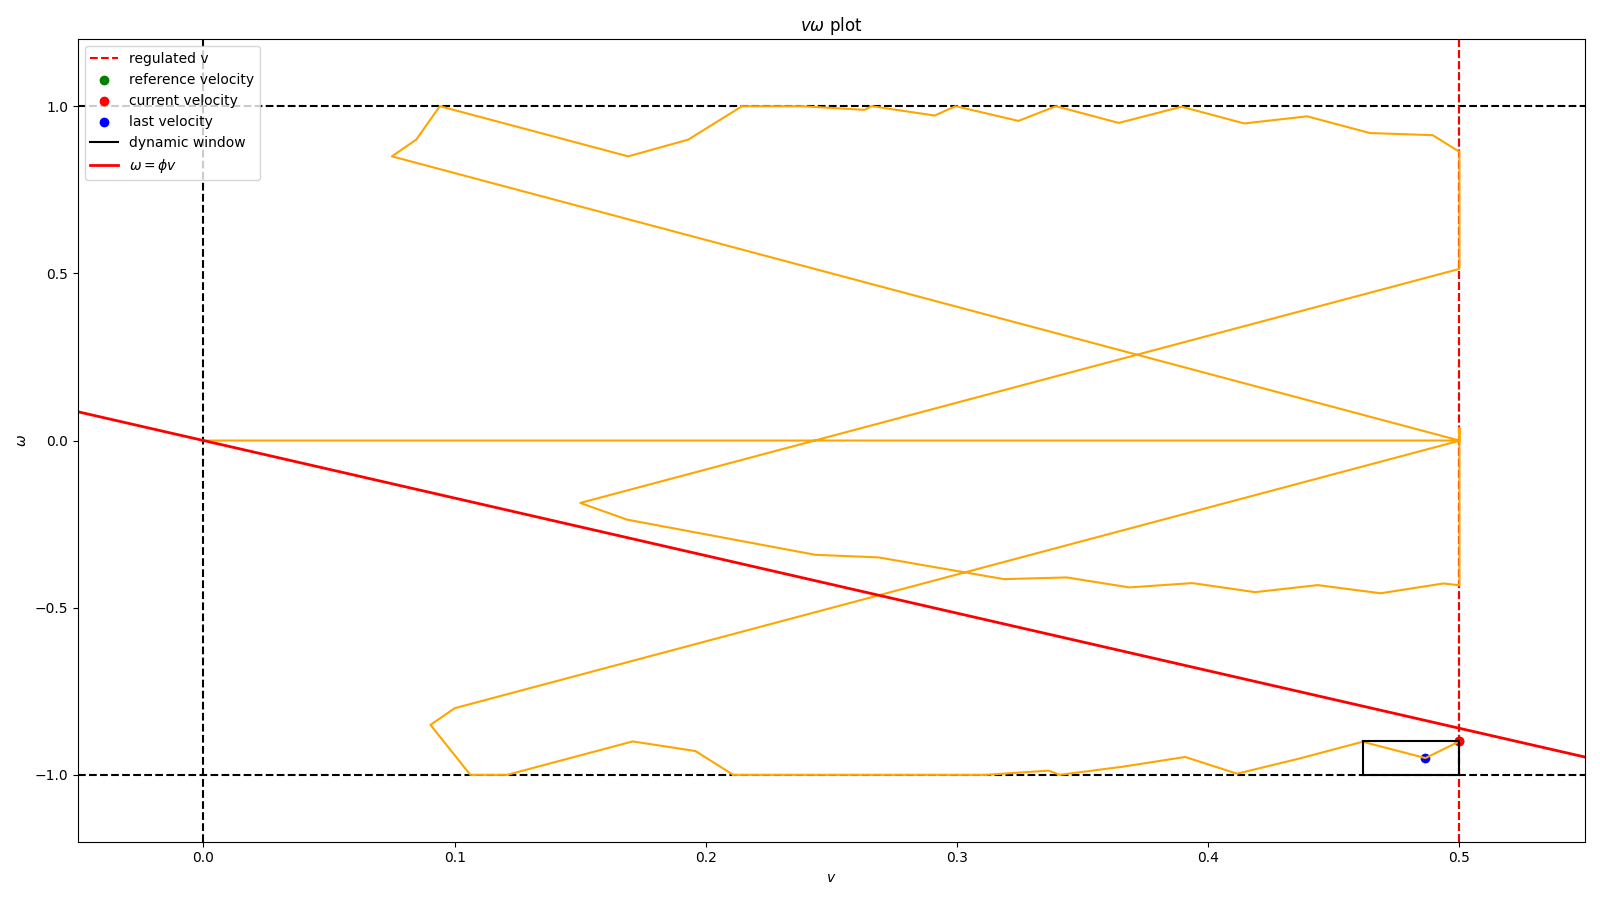 vω plot
regulated v
reference velocity
current velocity
last velocity
dynamic window
ω = ϕv
1.0
0.5
0.0
−0.5
−1.0
ω
0.0 0.1 0.2 0.3 0.4 0.5
v